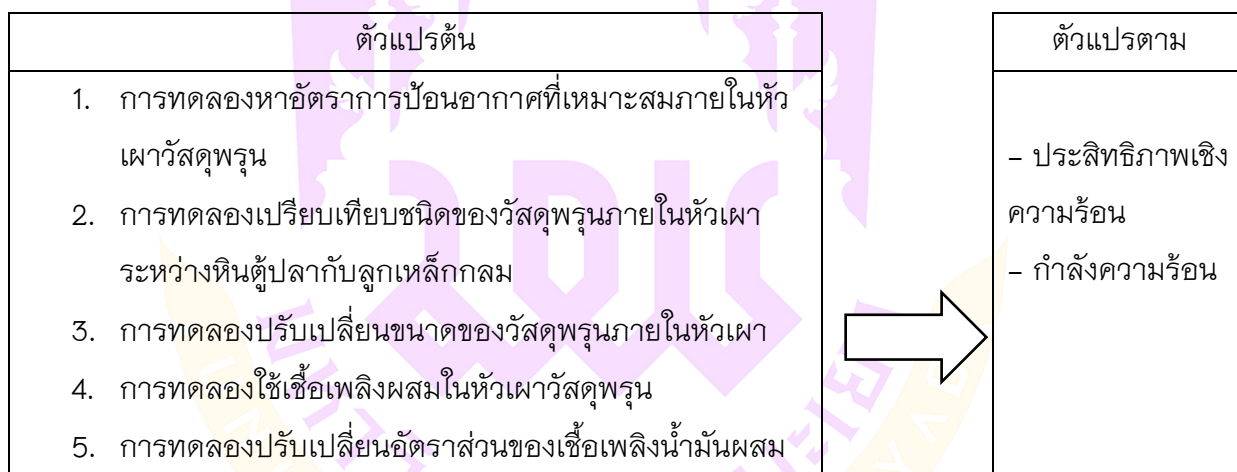 ตัวแปรต้น
1. การทดลองหาอัตราการป้อนอากาศที่เหมาะสมภายในหัว
เผาวัสดุพรุน
2. การทดลองเปรียบเทียบชนิดของวัสดุพรุนภายในหัวเผา
ระหว่างหินตู้ปลากับลูกเหล็กกลม
3. การทดลองปรับเปลี่ยนขนาดของวัสดุพรุนภายในหัวเผา
4. การทดลองใช้เชื้อเพลิงผสมในหัวเผาวัสดุพรุน
5. การทดลองปรับเปลี่ยนอัตราส่วนของเชื้อเพลิงน้ำมันผสม
ตัวแปรตาม
- ประสิทธิภาพเชิง
ความร้อน
- กำลังความร้อน